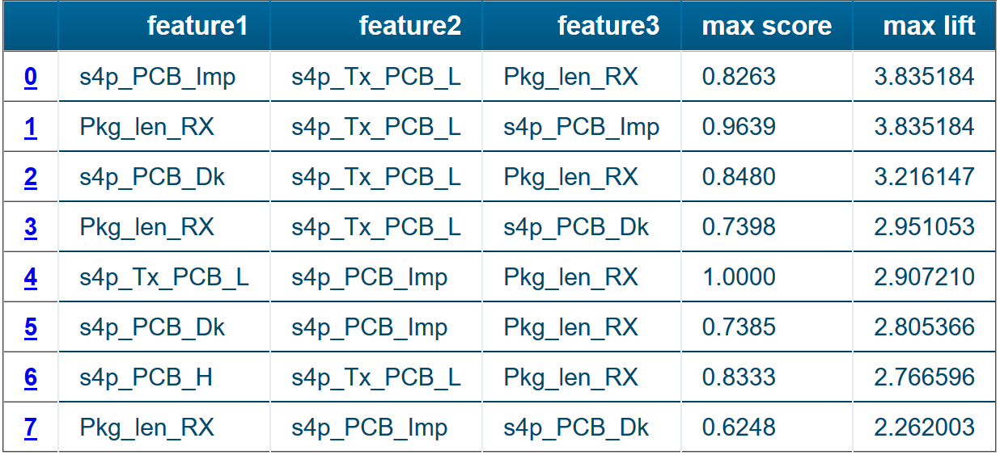 feature1 feature2 feature3 max score max lift
0 s4p_PCB_Imp s4p_Tx_PCB_L Pkg_len_RX 0.8263 3.835184
1 Pkg_len_RX s4p_Tx_PCB_L s4p_PCB_Imp 0.9639 3.835184
2 s4p_PCB_Dk s4p_Tx_PCB_L Pkg_len_RX 0.8480 3.216147
3 Pkg_len_RX s4p_Tx_PCB_L s4p_PCB_Dk 0.7398 2.951053
4 s4p_Tx_PCB_L s4p_PCB_Imp Pkg_len_RX 1.0000 2.907210
5 s4p_PCB_Dk s4p_PCB_Imp Pkg_len_RX 0.7385 2.805366
6 s4p_PCB_H s4p_Tx_PCB_L Pkg_len_RX 0.8333 2.766596
7 Pkg_len_RX s4p_PCB_Imp s4p_PCB_Dk 0.6248 2.262003